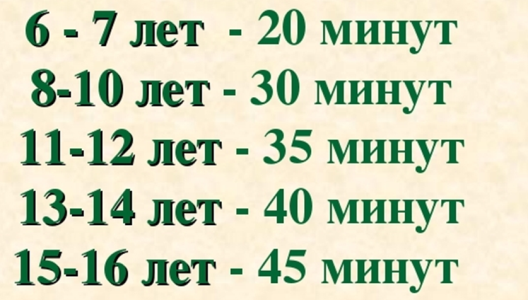 6 - 7 лет - 20 минут
8-10 лет - 30 минут
11-12 лет - 35 минут
13-14 лет - 40 минут
15-16 лет - 45 минут